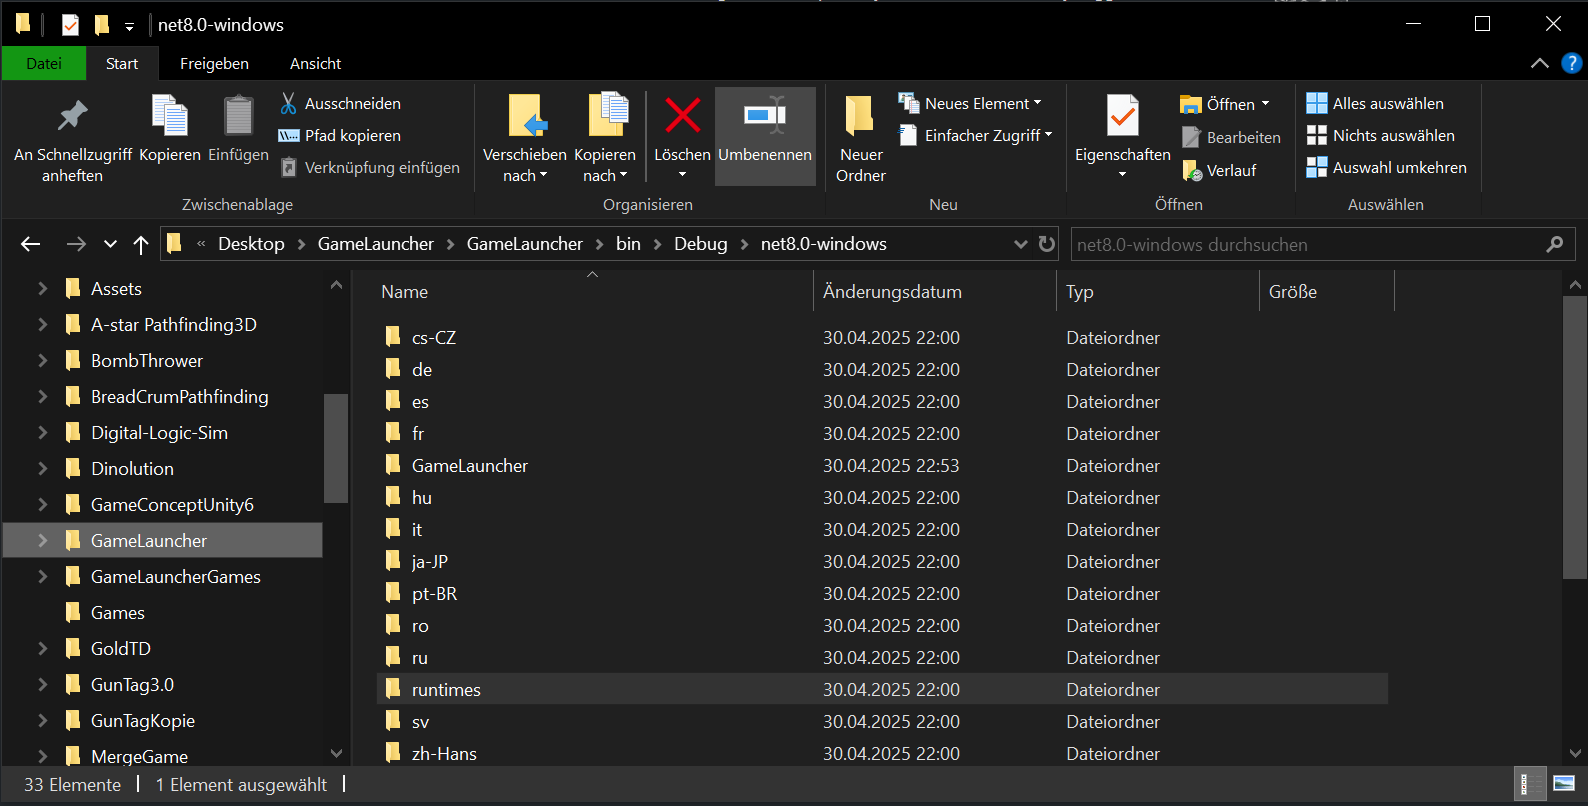 net8.0-windows
Datei Start Freigeben Ansicht
An Schnellzugriff anheften
Kopieren
Einfügen
Ausschneiden
Pfad kopieren
Verknüpfung einfügen
Zwischenablage
Verschieben nach
Kopieren nach
Löschen
Umbenennen
Organisieren
Neuer Ordner
Neues Element
Einfacher Zugriff
Neu
Eigenschaften
Öffnen
Bearbeiten
Verlauf
Öffnen
Alles auswählen
Nichts auswählen
Auswahl umkehren
Auswählen
« Desktop > GameLauncher > GameLauncher > bin > Debug > net8.0-windows
net8.0-windows durchsuchen
Assets
A-star Pathfinding3D
BombThrower
BreadCrumPathfinding
Digital-Logic-Sim
Dinolution
GameConceptUnity6
GameLauncher
GameLauncherGames
Games
GoldTD
GunTag3.0
GunTagKopie
MergeGame
Name Änderungsdatum Typ Größe
cs-CZ 30.04.2025 22:00 Dateiordner
de 30.04.2025 22:00 Dateiordner
es 30.04.2025 22:00 Dateiordner
fr 30.04.2025 22:00 Dateiordner
GameLauncher 30.04.2025 22:53 Dateiordner
hu 30.04.2025 22:00 Dateiordner
it 30.04.2025 22:00 Dateiordner
ja-JP 30.04.2025 22:00 Dateiordner
pt-BR 30.04.2025 22:00 Dateiordner
ro 30.04.2025 22:00 Dateiordner
ru 30.04.2025 22:00 Dateiordner
runtimes 30.04.2025 22:00 Dateiordner
sv 30.04.2025 22:00 Dateiordner
zh-Hans 30.04.2025 22:00 Dateiordner
33 Elemente 1 Element ausgewählt